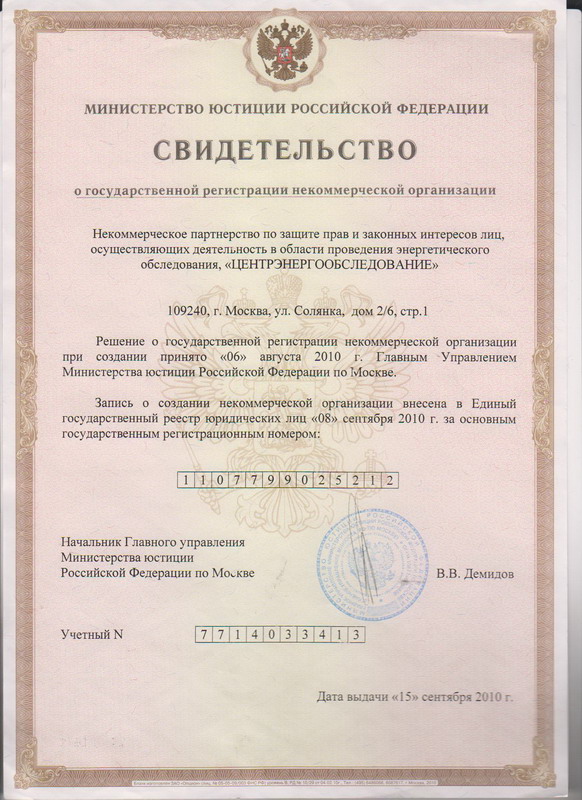 МИНИСТЕРСТВО ЮСТИЦИИ РОССИЙСКОЙ ФЕДЕРАЦИИ
СВИДЕТЕЛЬСТВО
о государственной регистрации некоммерческой организации
Некоммерческое партнерство по защите прав и законных интересов лиц,
осуществляющих деятельность в области проведения энергетического
обследования, «ЦЕНТРЭНЕРГООБСЛЕДОВАНИЕ»
109240, г. Москва, ул. Солянка, дом 2/6, стр.1
Решение о государственной регистрации некоммерческой организации
при создании принято «06» августа 2010 г. Главным Управлением
Министерства юстиции Российской Федерации по Москве.
Запись о создании некоммерческой организации внесена в Единый
государственный реестр юридических лиц «08» сентября 2010 г. за основным
государственным регистрационным номером:
1107799025212
Начальник Главного управления
Министерства юстиции
Российской Федерации по Москве
В.В. Демидов
Учетный N
7714033413
Дата выдачи «15» сентября 2010 г.